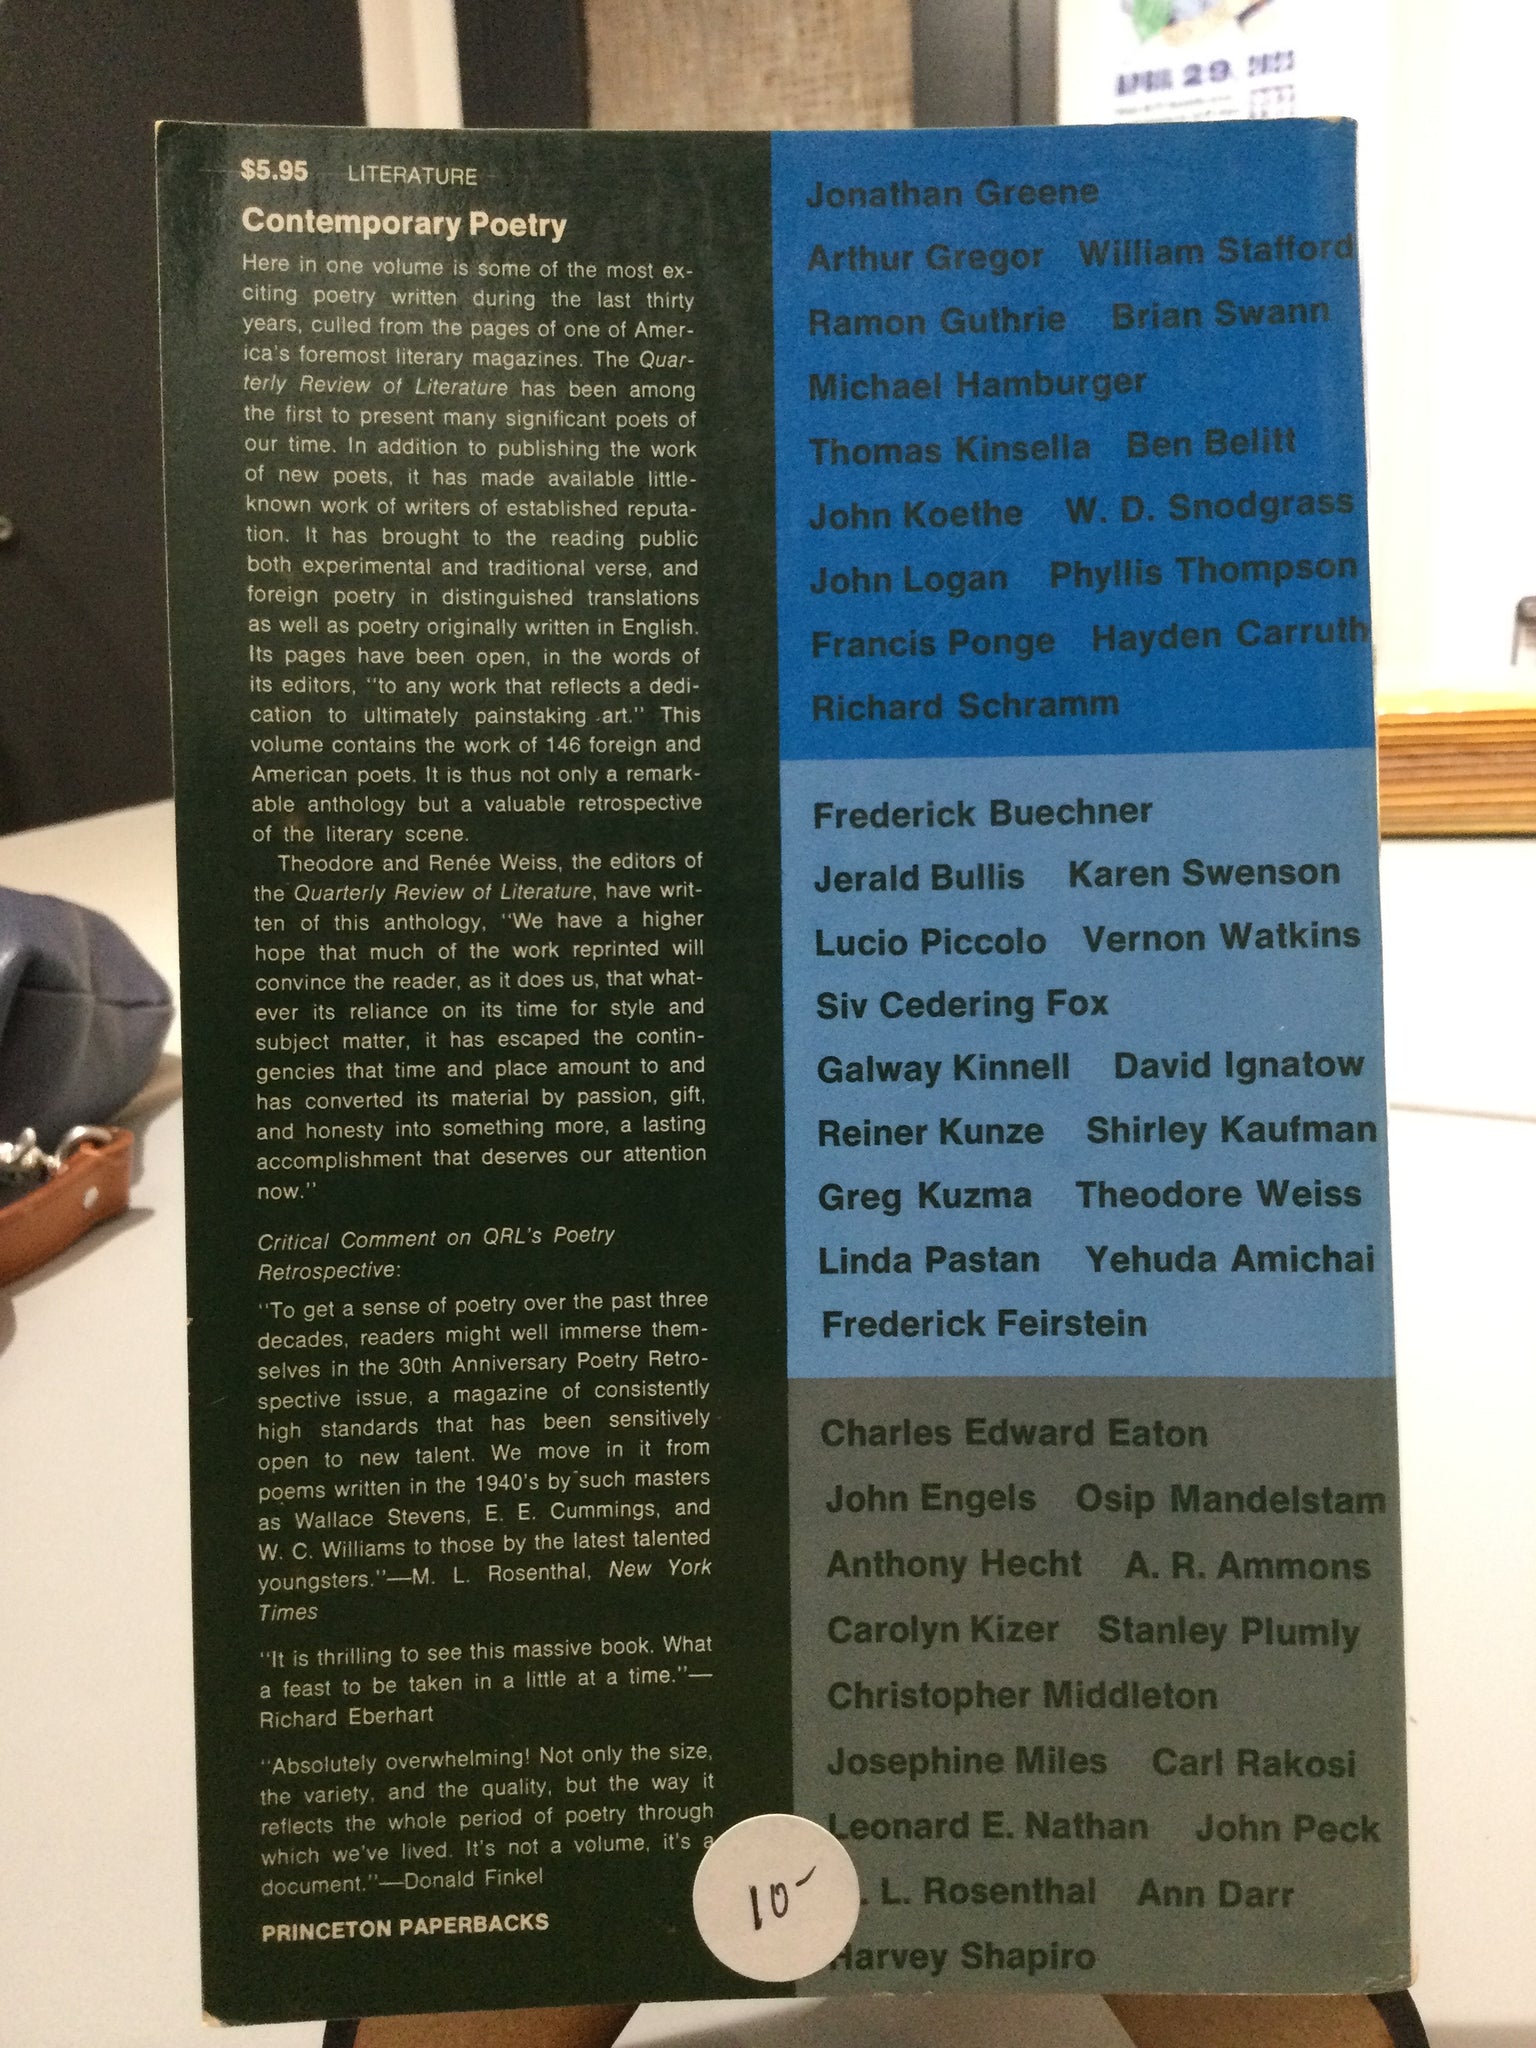 APRIL 29, 2023
$5.95 LITERATURE
Contemporary Poetry
Here in one volume is some of the most ex-
citing poetry written during the last thirty
years, culled from the pages of one of Amer-
ica's foremost literary magazines. The Quar-
terly Review of Literature has been among
the first to present many significant poets of
our time. In addition to publishing the work
of new poets, it has made available little-
known work of writers of established reputa-
tion. It has brought to the reading public
both experimental and traditional verse, and
foreign poetry in distinguished translations
as well as poetry originally written in English.
Its pages have been open, in the words of
its editors, "to any work that reflects a dedi-
cation to ultimately painstaking art." This
volume contains the work of 146 foreign and
American poets. It is thus not only a remark-
able anthology but a valuable retrospective
of the literary scene.
Theodore and Renée Weiss, the editors of
the Quarterly Review of Literature, have writ-
ten of this anthology, "We have a higher
hope that much of the work reprinted will
convince the reader, as it does us, that what-
ever its reliance on its time for style and
subject matter, it has escaped the contin-
gencies that time and place amount to and
has converted its material by passion, gift,
and honesty into something more, a lasting
accomplishment that deserves our attention
now."
Critical Comment on QRL's Poetry
Retrospective:
"To get a sense of poetry over the past three
decades, readers might well immerse them-
selves in the 30th Anniversary Poetry Retro-
spective issue, a magazine of consistently
high standards that has been sensitively
open to new talent. We move in it from
poems written in the 1940's by such masters
as Wallace Stevens, E. E. Cummings, and
W. C. Williams to those by the latest talented
youngsters."—M. L. Rosenthal, New York
Times
"It is thrilling to see this massive book. What
a feast to be taken in a little at a time."—
Richard Eberhart
"Absolutely overwhelming! Not only the size,
the variety, and the quality, but the way it
reflects the whole period of poetry through
which we've lived. It's not a volume, it's a
document."—Donald Finkel
PRINCETON PAPERBACKS
Jonathan Greene
Arthur Gregor William Stafford
Ramon Guthrie Brian Swann
Michael Hamburger
Thomas Kinsella Ben Belitt
John Koethe W. D. Snodgrass
John Logan Phyllis Thompson
Francis Ponge Hayden Carruth
Richard Schramm
Frederick Buechner
Jerald Bullis Karen Swenson
Lucio Piccolo Vernon Watkins
Siv Cedering Fox
Galway Kinnell David Ignatow
Reiner Kunze Shirley Kaufman
Greg Kuzma Theodore Weiss
Linda Pastan Yehuda Amichai
Frederick Feirstein
Charles Edward Eaton
John Engels Osip Mandelstam
Anthony Hecht A. R. Ammons
Carolyn Kizer Stanley Plumly
Christopher Middleton
Josephine Miles Carl Rakosi
Leonard E. Nathan John Peck
. L. Rosenthal Ann Darr
Harvey Shapiro
10-